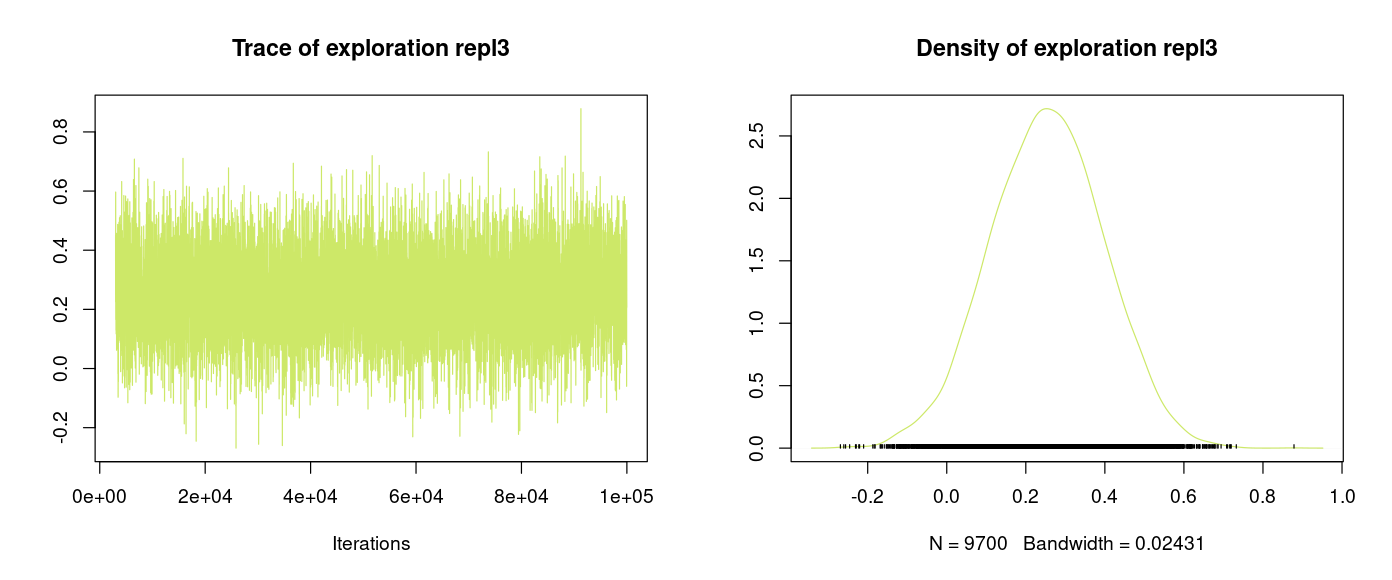 Trace of exploration repl3
0.8
0.6
0.4
0.2
0.0
-0.2
0e+00 2e+04 4e+04 6e+04 8e+04 1e+05
Iterations
Density of exploration repl3
2.5
2.0
1.5
1.0
0.5
0.0
-0.2 0.0 0.2 0.4 0.6 0.8 1.0
N = 9700 Bandwidth = 0.02431